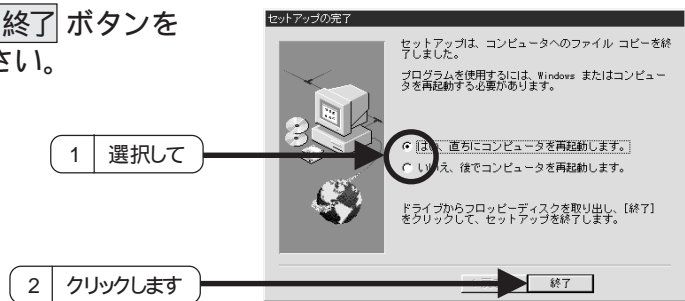 終了 ボタンを
さい。
セットアップの完了
セットアップは、コンピュータへのファイル コピーを終
了しました。
プログラムを使用するには、Windows またはコンピュー
タを再起動する必要があります。
1 選択して
はい、直ちにコンピュータを再起動します。
いいえ、後でコンピュータを再起動します。
ドライブからフロッピーディスクを取り出し、[終了]
をクリックして、セットアップを終了します。
2 クリックします
終了